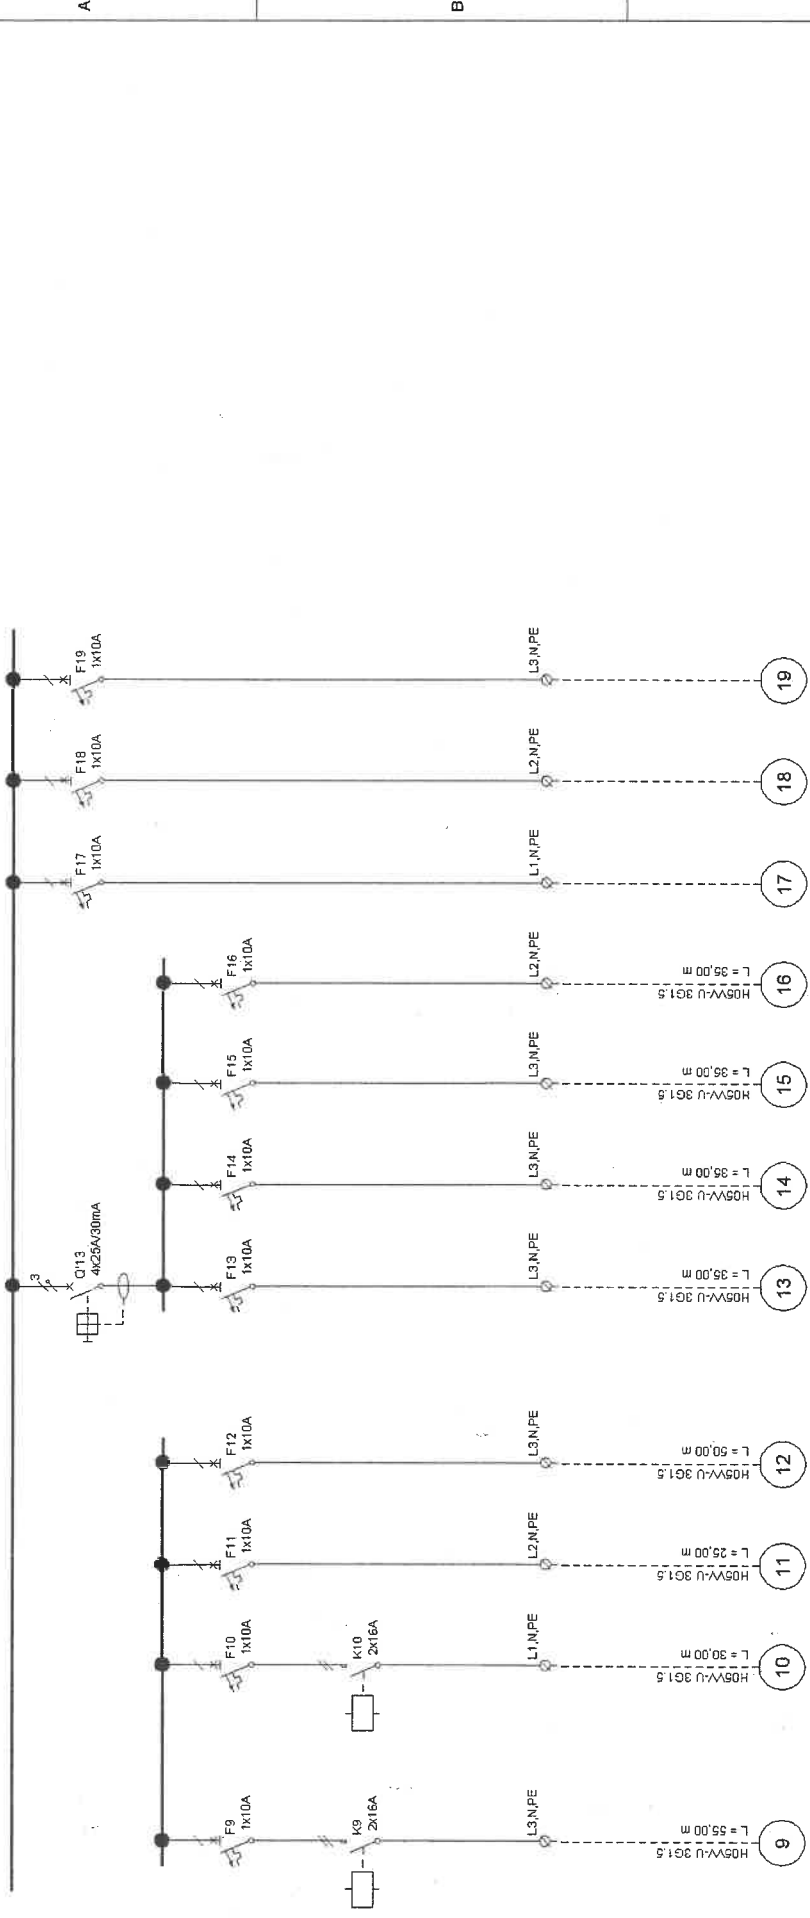 A
B
F19
1x10A
L3,N,PE
19
F18
1x10A
L2,N,PE
18
F17
1x10A
L1,N,PE
17
F16
1x10A
L2,N,PE
H05VV-U 3G1.5
L = 35,00 m
16
F15
1x10A
L3,N,PE
H05VV-U 3G1.5
L = 35,00 m
15
F14
1x10A
L3,N,PE
H05VV-U 3G1.5
L = 35,00 m
14
3
Q'13
4x25A/30mA
F13
1x10A
L3,N,PE
H05VV-U 3G1.5
L = 35,00 m
13
F12
1x10A
L3,N,PE
H05VV-U 3G1.5
L = 50,00 m
12
F11
1x10A
L2,N,PE
H05VV-U 3G1.5
L = 25,00 m
11
F10
1x10A
K10
2x16A
L1,N,PE
H05VV-U 3G1.5
L = 30,00 m
10
F9
1x10A
K9
2x16A
L3,N,PE
H05VV-U 3G1.5
L = 55,00 m
9